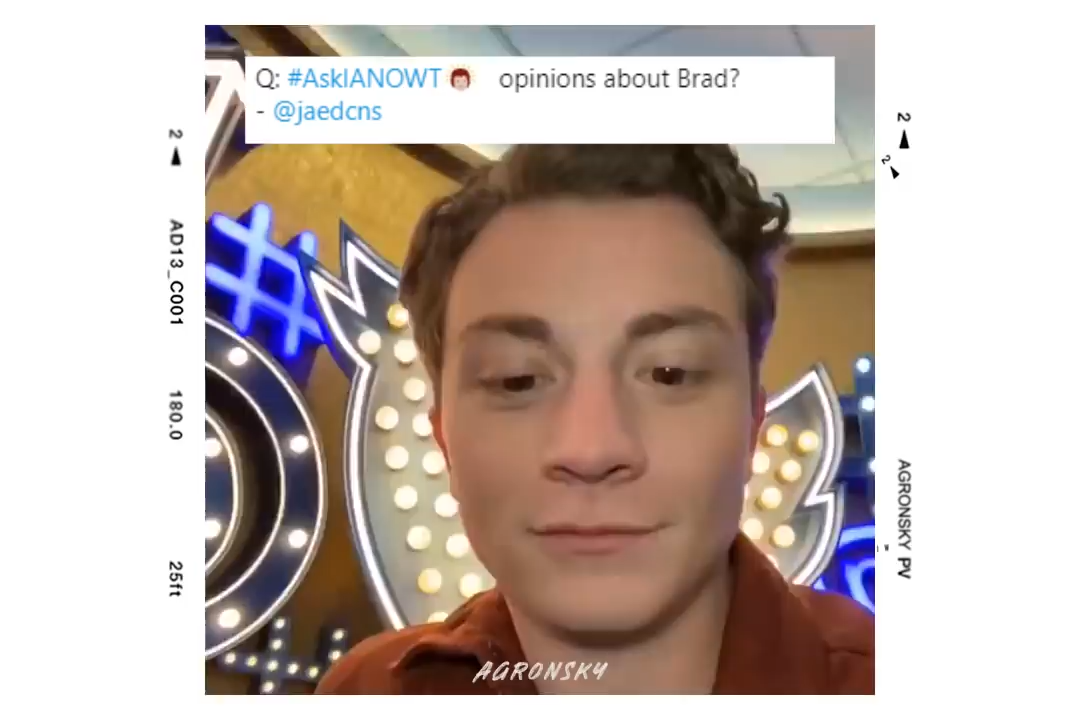 Q: #AskIANOWT opinions about Brad?
- @jaedcns
2
AD13_C001
180.0
25ft
#
AGRONSKY
2
2
AGRONSKY PV